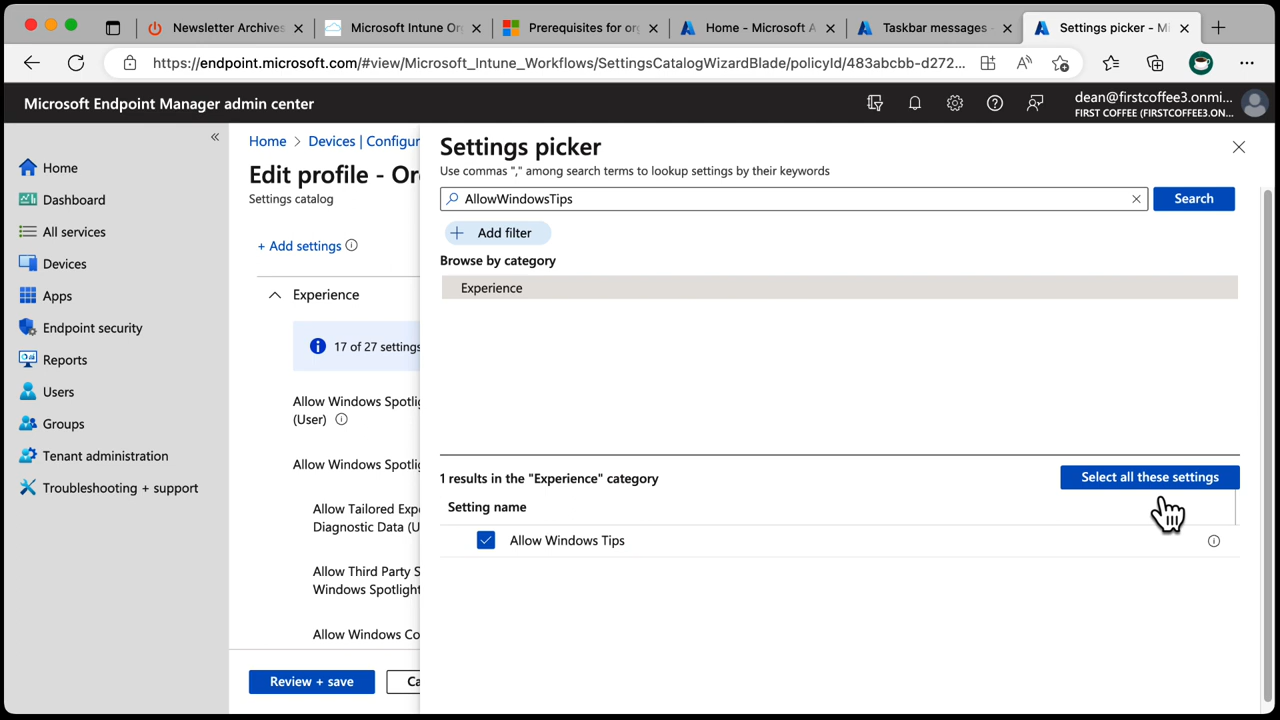 Newsletter Archives
Microsoft Intune Or
Prerequisites for or
Home - Microsoft A
Taskbar messages -
Settings picker - Mi
https://endpoint.microsoft.com/#view/Microsoft_Intune_Workflows/SettingsCatalogWizardBlade/policyId/483abcbb-d272...
Microsoft Endpoint Manager admin center
dean@firstcoffee3.onmi...
FIRST COFFEE (FIRSTCOFFEE3.ON...
Home
Dashboard
All services
Devices
Apps
Endpoint security
Reports
Users
Groups
Tenant administration
Troubleshooting + support
Home > Devices | Configur
Edit profile - Or
Settings catalog
+ Add settings
Experience
17 of 27 settings
Allow Windows Spotlig
(User)
Allow Windows Spotlig
Allow Tailored Exp
Diagnostic Data (U
Allow Third Party S
Windows Spotlight
Allow Windows Co
Review + save
Ca
Settings picker
Use commas "," among search terms to lookup settings by their keywords
AllowWindowsTips
Search
Add filter
Browse by category
Experience
1 results in the "Experience" category
Select all these settings
Setting name
Allow Windows Tips